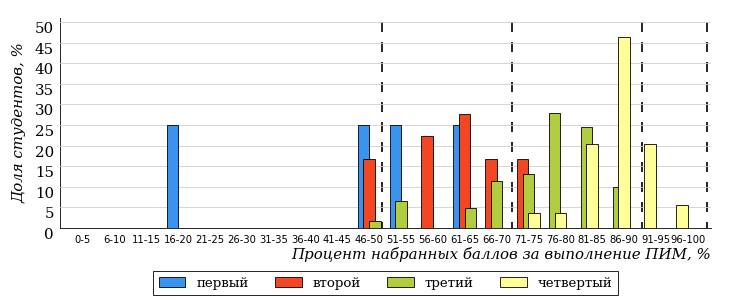 Доля студентов, %
50
45
40
35
30
25
20
15
10
5
0
0-5 6-10 11-15 16-20 21-25 26-30 31-35 36-40 41-45 46-50 51-55 56-60 61-65 66-70 71-75 76-80 81-85 86-90 91-95 96-100
Процент набранных баллов за выполнение ПИМ, %
первый второй третий четвертый